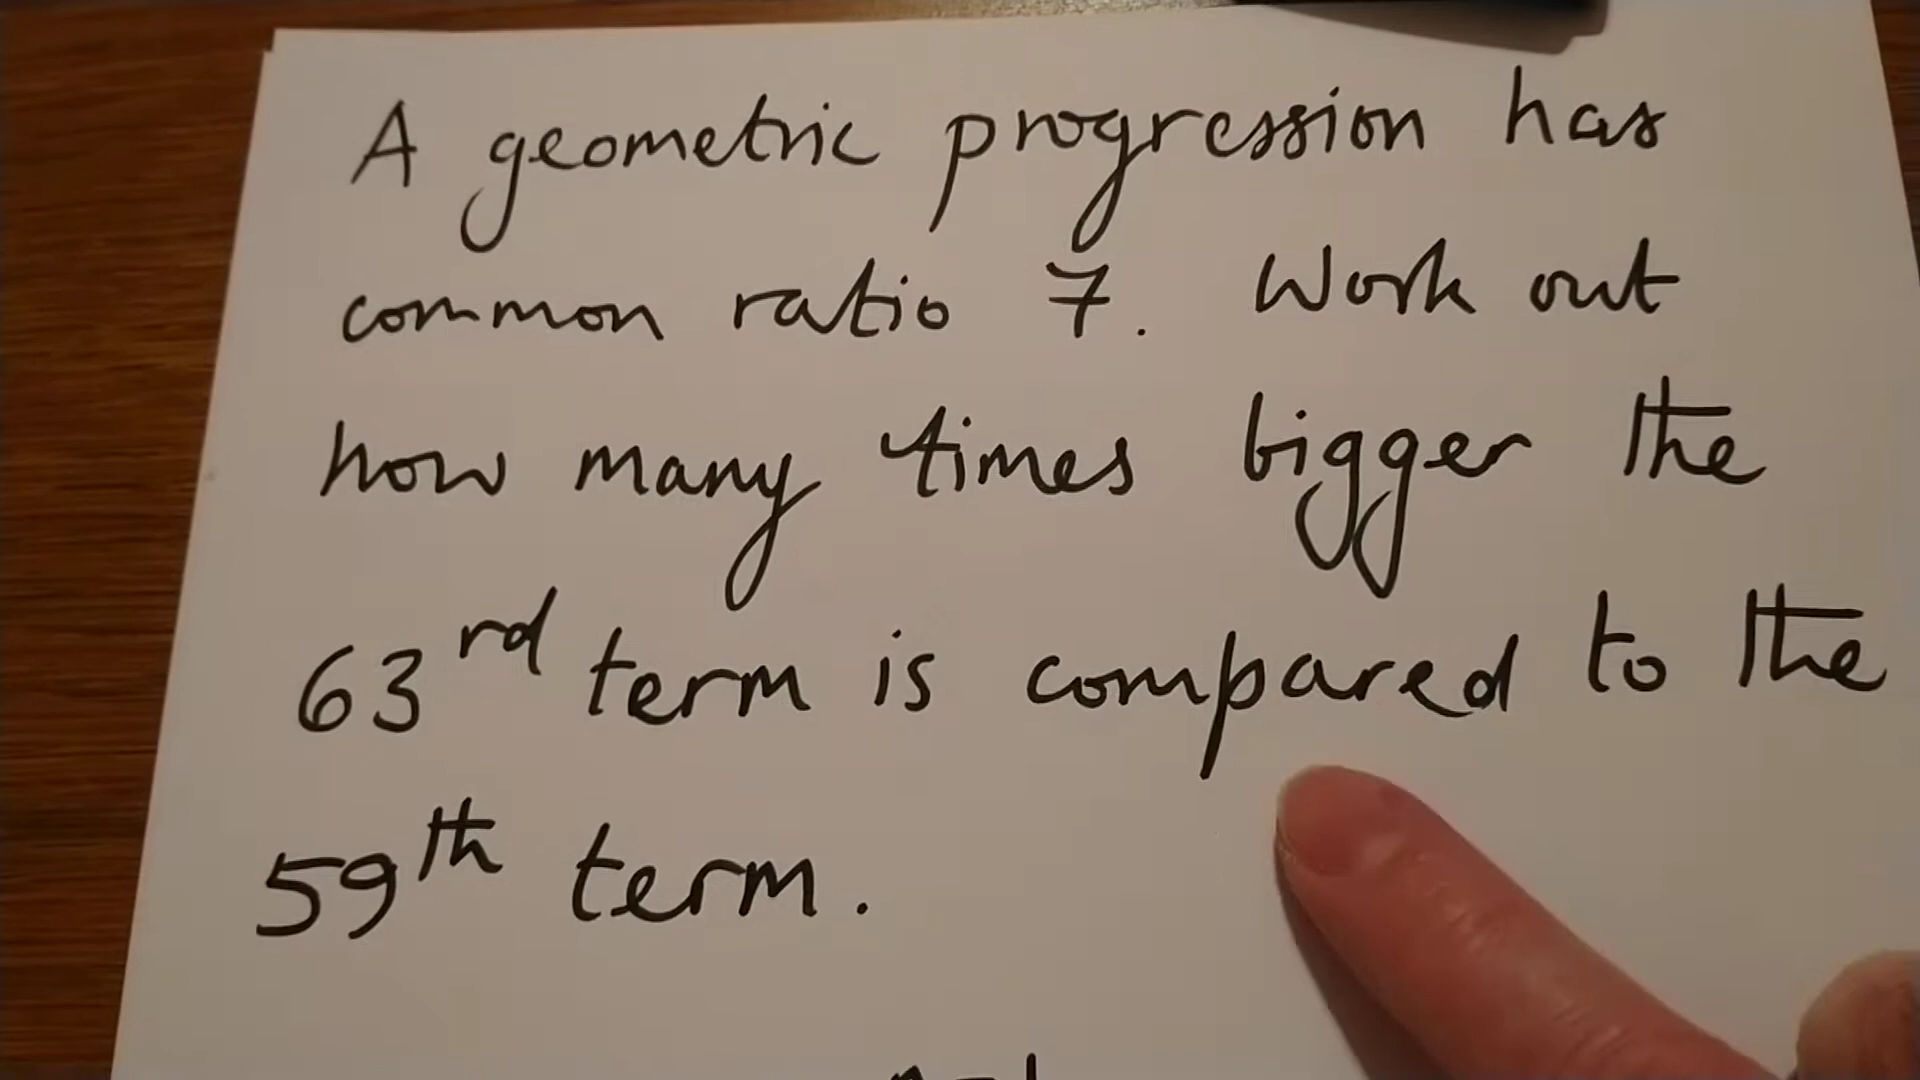 A geometric progression has
common ratio 7. Work out
how many times bigger the
63rd term is compared to the
59th term.